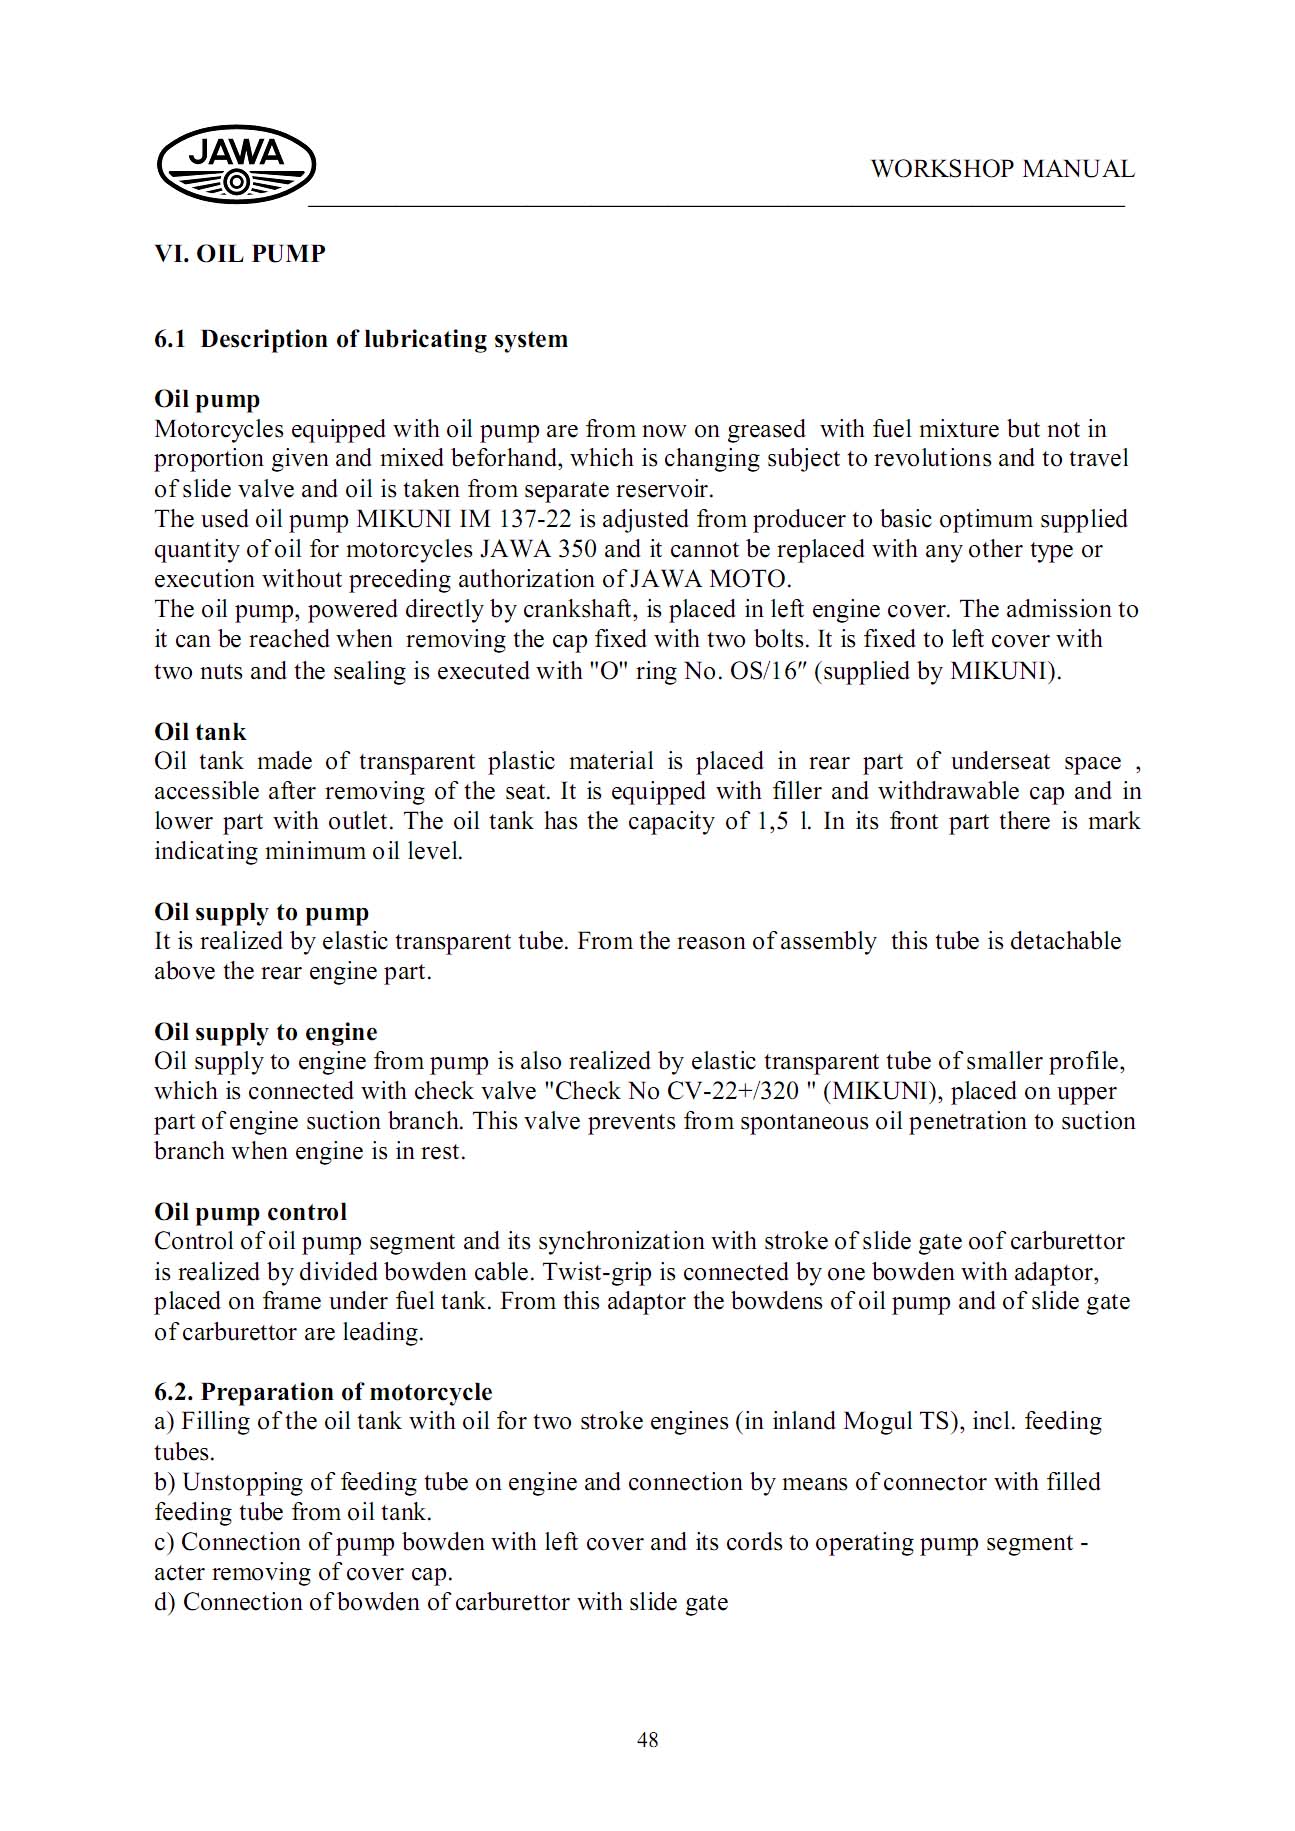 JAWA
WORKSHOP MANUAL
VI. OIL PUMP
6.1 Description of lubricating system
Oil pump
Motorcycles equipped with oil pump are from now on greased with fuel mixture but not in
proportion given and mixed beforhand, which is changing subject to revolutions and to travel
of slide valve and oil is taken from separate reservoir.
The used oil pump MIKUNI IM 137-22 is adjusted from producer to basic optimum supplied
quantity of oil for motorcycles JAWA 350 and it cannot be replaced with any other type or
execution without preceding authorization of JAWA MOTO.
The oil pump, powered directly by crankshaft, is placed in left engine cover. The admission to
it can be reached when removing the cap fixed with two bolts. It is fixed to left cover with
two nuts and the sealing is executed with "O" ring No. OS/16″ (supplied by MIKUNI).
Oil tank
Oil tank made of transparent plastic material is placed in rear part of underseat space ,
accessible after removing of the seat. It is equipped with filler and withdrawable cap and in
lower part with outlet. The oil tank has the capacity of 1,5 l. In its front part there is mark
indicating minimum oil level.
Oil supply to pump
It is realized by elastic transparent tube. From the reason of assembly this tube is detachable
above the rear engine part.
Oil supply to engine
Oil supply to engine from pump is also realized by elastic transparent tube of smaller profile,
which is connected with check valve "Check No CV-22+/320 " (MIKUNI), placed on upper
part of engine suction branch. This valve prevents from spontaneous oil penetration to suction
branch when engine is in rest.
Oil pump control
Control of oil pump segment and its synchronization with stroke of slide gate oof carburettor
is realized by divided bowden cable. Twist-grip is connected by one bowden with adaptor,
placed on frame under fuel tank. From this adaptor the bowdens of oil pump and of slide gate
of carburettor are leading.
6.2. Preparation of motorcycle
a) Filling of the oil tank with oil for two stroke engines (in inland Mogul TS), incl. feeding
tubes.
b) Unstopping of feeding tube on engine and connection by means of connector with filled
feeding tube from oil tank.
c) Connection of pump bowden with left cover and its cords to operating pump segment -
acter removing of cover cap.
d) Connection of bowden of carburettor with slide gate
48